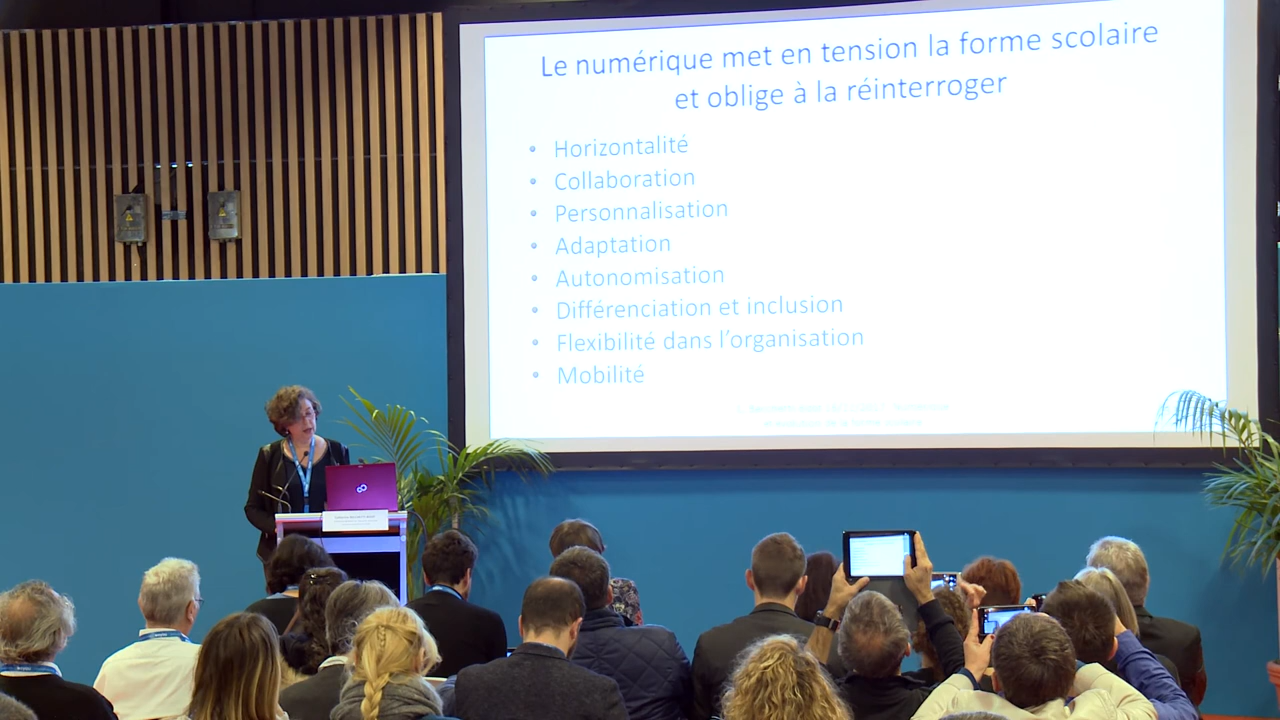 Le numérique met en tension la forme scolaire
et oblige à la réinterroger
• Horizontalité
• Collaboration
• Personnalisation
• Adaptation
• Autonomisation
• Différenciation et inclusion
• Flexibilité dans l'organisation
• Mobilité